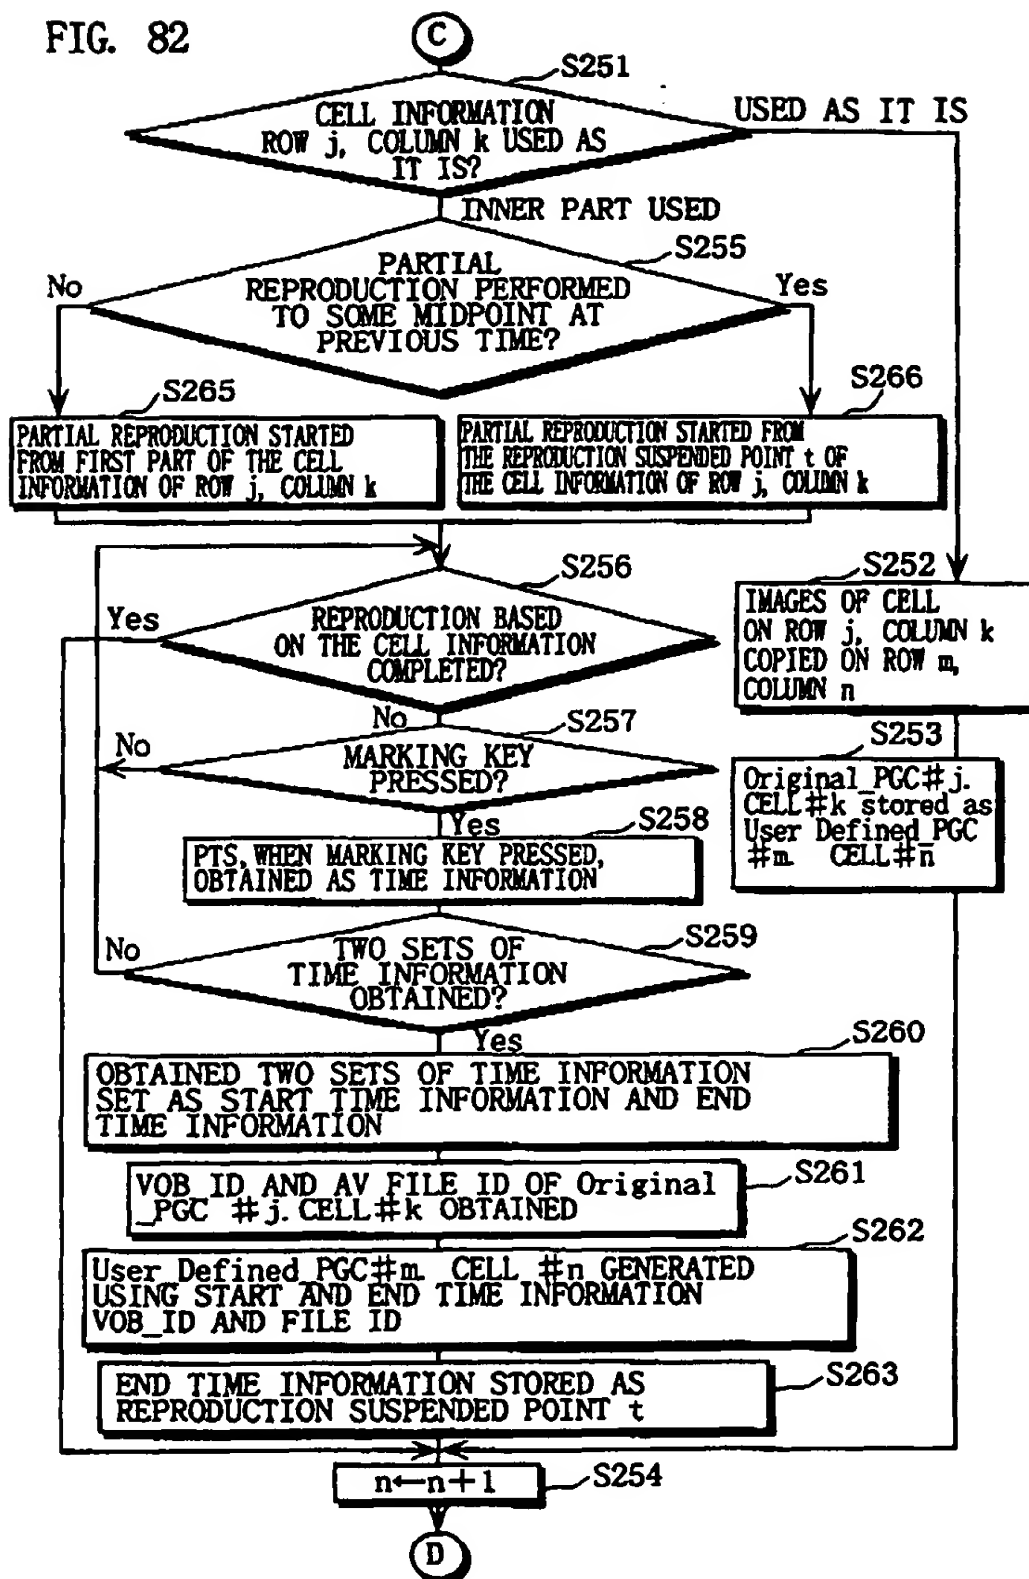 FIG. 82
C
S251
CELL INFORMATION
ROW j, COLUMN k USED AS
IT IS?
USED AS IT IS
INNER PART USED
S255
PARTIAL
REPRODUCTION PERFORMED
TO SOME MIDPOINT AT
PREVIOUS TIME?
No
Yes
S265
PARTIAL REPRODUCTION STARTED
FROM FIRST PART OF THE CELL
INFORMATION OF ROW j, COLUMN k
S266
PARTIAL REPRODUCTION STARTED FROM
THE REPRODUCTION SUSPENDED POINT t OF
THE CELL INFORMATION OF ROW j, COLUMN k
S256
Yes
REPRODUCTION BASED
ON THE CELL INFORMATION
COMPLETED?
No
S252
IMAGES OF CELL
ON ROW j, COLUMN k
COPIED ON ROW m,
COLUMN n
S257
No
MARKING KEY
PRESSED?
Yes
S253
Original_PGC#j.
CELL#k stored as
User Defined_PGC
#m. CELL#n
S258
PTS, WHEN MARKING KEY PRESSED,
OBTAINED AS TIME INFORMATION
S259
No
TWO SETS OF
TIME INFORMATION
OBTAINED?
Yes
S260
OBTAINED TWO SETS OF TIME INFORMATION
SET AS START TIME INFORMATION AND END
TIME INFORMATION
S261
VOB_ID AND AV FILE ID OF Original
_PGC #j. CELL#k OBTAINED
S262
User Defined_PGC#m. CELL #n GENERATED
USING START AND END TIME INFORMATION
VOB_ID AND FILE ID
S263
END TIME INFORMATION STORED AS
REPRODUCTION SUSPENDED POINT t
S254
n←n+1
D